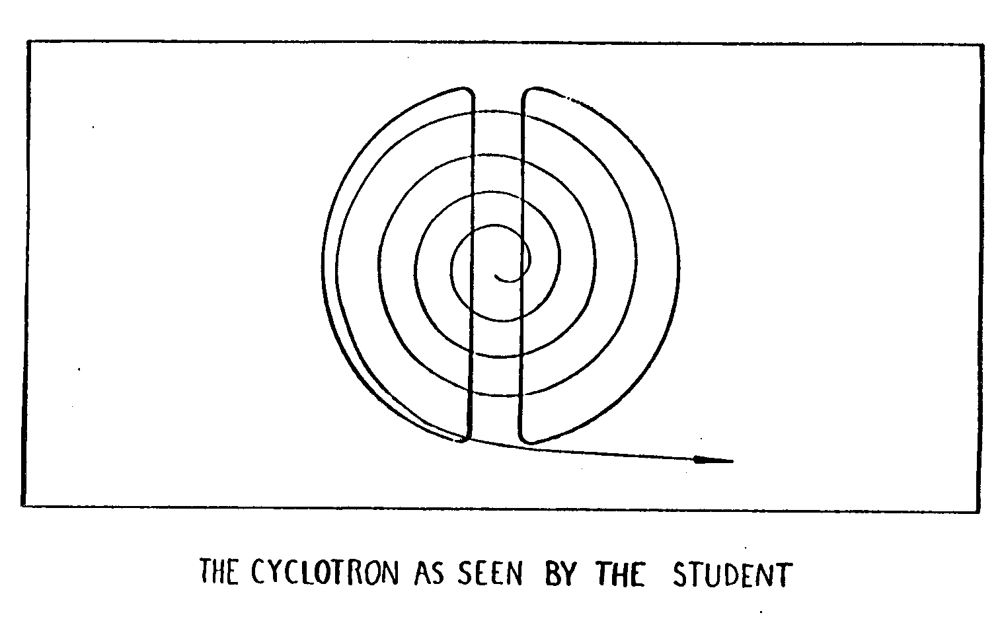 THE CYCLOTRON AS SEEN BY THE STUDENT